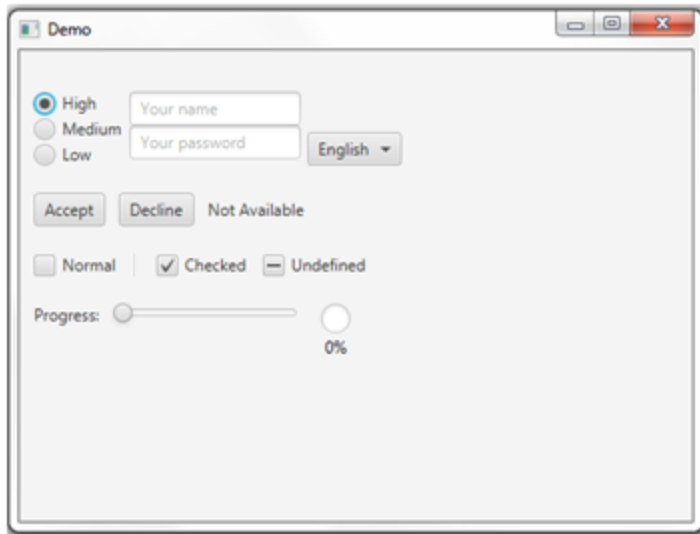 Demo
High
Your name
Medium
Your password
Low
English
Accept Decline Not Available
Normal Checked Undefined
Progress:
0%